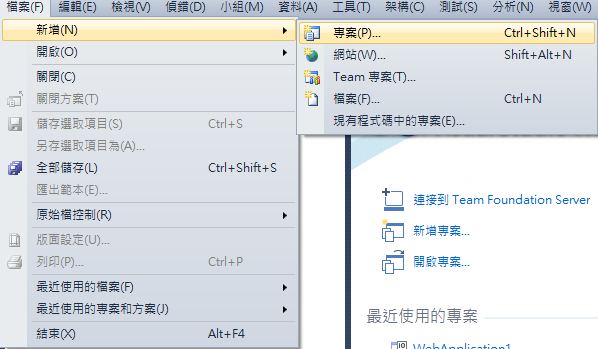 檔案(F) 編輯(E) 檢視(V) 偵錯(D) 小組(M) 資料(A) 工具(T) 架構(C) 測試(S) 分析(N) 視窗(W)
新增(N)
開啟(O)
關閉(C)
關閉方案(T)
儲存選取項目(S) Ctrl+S
另存選取項目為(A)...
全部儲存(L) Ctrl+Shift+S
匯出範本(E)...
原始檔控制(R)
版面設定(U)...
列印(P)... Ctrl+P
最近使用的檔案(F)
最近使用的專案和方案(J)
結束(X) Alt+F4
專案(P)... Ctrl+Shift+N
網站(W)... Shift+Alt+N
Team 專案(T)...
檔案(F)... Ctrl+N
現有程式碼中的專案(E)...
連接到 Team Foundation Server
新增專案...
開啟專案...
最近使用的專案
WebApplication1